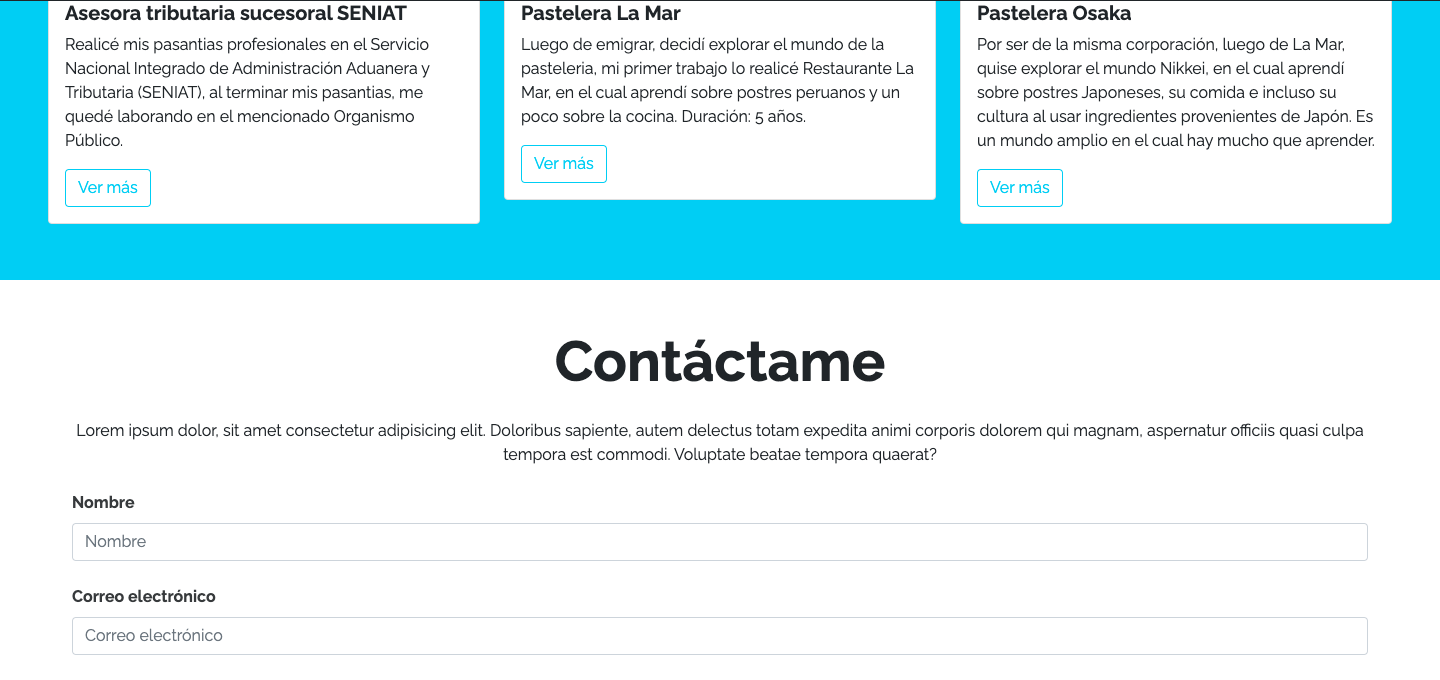 Asesora tributaria sucesoral SENIAT
Realicé mis pasantias profesionales en el Servicio
Nacional Integrado de Administración Aduanera y
Tributaria (SENIAT), al terminar mis pasantias, me
quedé laborando en el mencionado Organismo
Público.
Ver más
Pastelera La Mar
Luego de emigrar, decidí explorar el mundo de la
pasteleria, mi primer trabajo lo realicé Restaurante La
Mar, en el cual aprendí sobre postres peruanos y un
poco sobre la cocina. Duración: 5 años.
Ver más
Pastelera Osaka
Por ser de la misma corporación, luego de La Mar,
quise explorar el mundo Nikkei, en el cual aprendí
sobre postres Japoneses, su comida e incluso su
cultura al usar ingredientes provenientes de Japón. Es
un mundo amplio en el cual hay mucho que aprender.
Ver más
Contáctame
Lorem ipsum dolor, sit amet consectetur adipisicing elit. Doloribus sapiente, autem delectus totam expedita animi corporis dolorem qui magnam, aspernatur officiis quasi culpa
tempora est commodi. Voluptate beatae tempora quaerat?
Nombre
Nombre
Correo electrónico
Correo electrónico